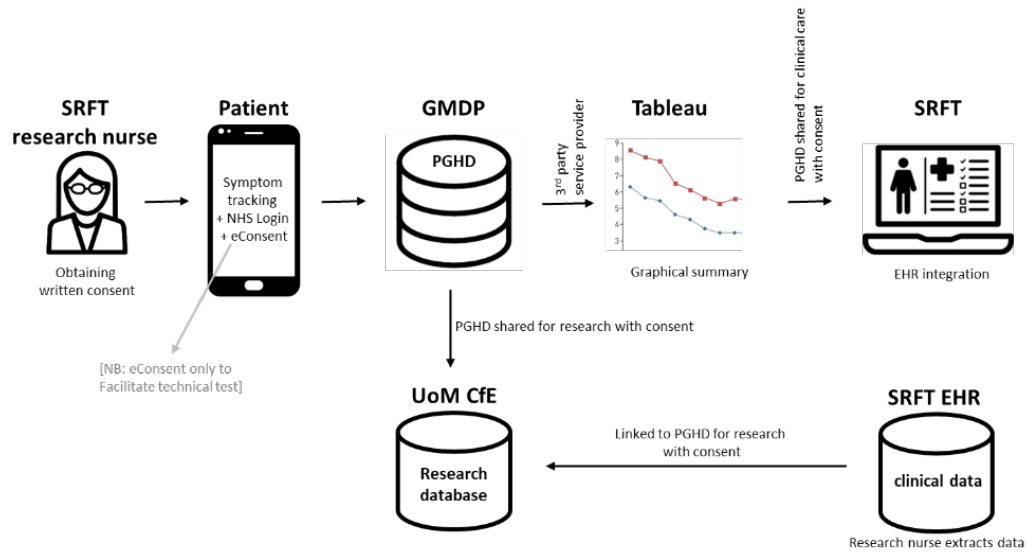 SRFT
research nurse
Obtaining
written consent
Patient
Symptom
tracking
+ NHS Login
+ eConsent
[NB: eConsent only to
Facilitate technical test]
GMDP
PGHD
3rd party
service provider
Tableau
9
8
7
6
5
4
3
Graphical summary
PGHD shared for clinical care
with consent
SRFT
EHR integration
PGHD shared for research with consent
UoM CfE
Research
database
Linked to PGHD for research
with consent
SRFT EHR
clinical data
Research nurse extracts data